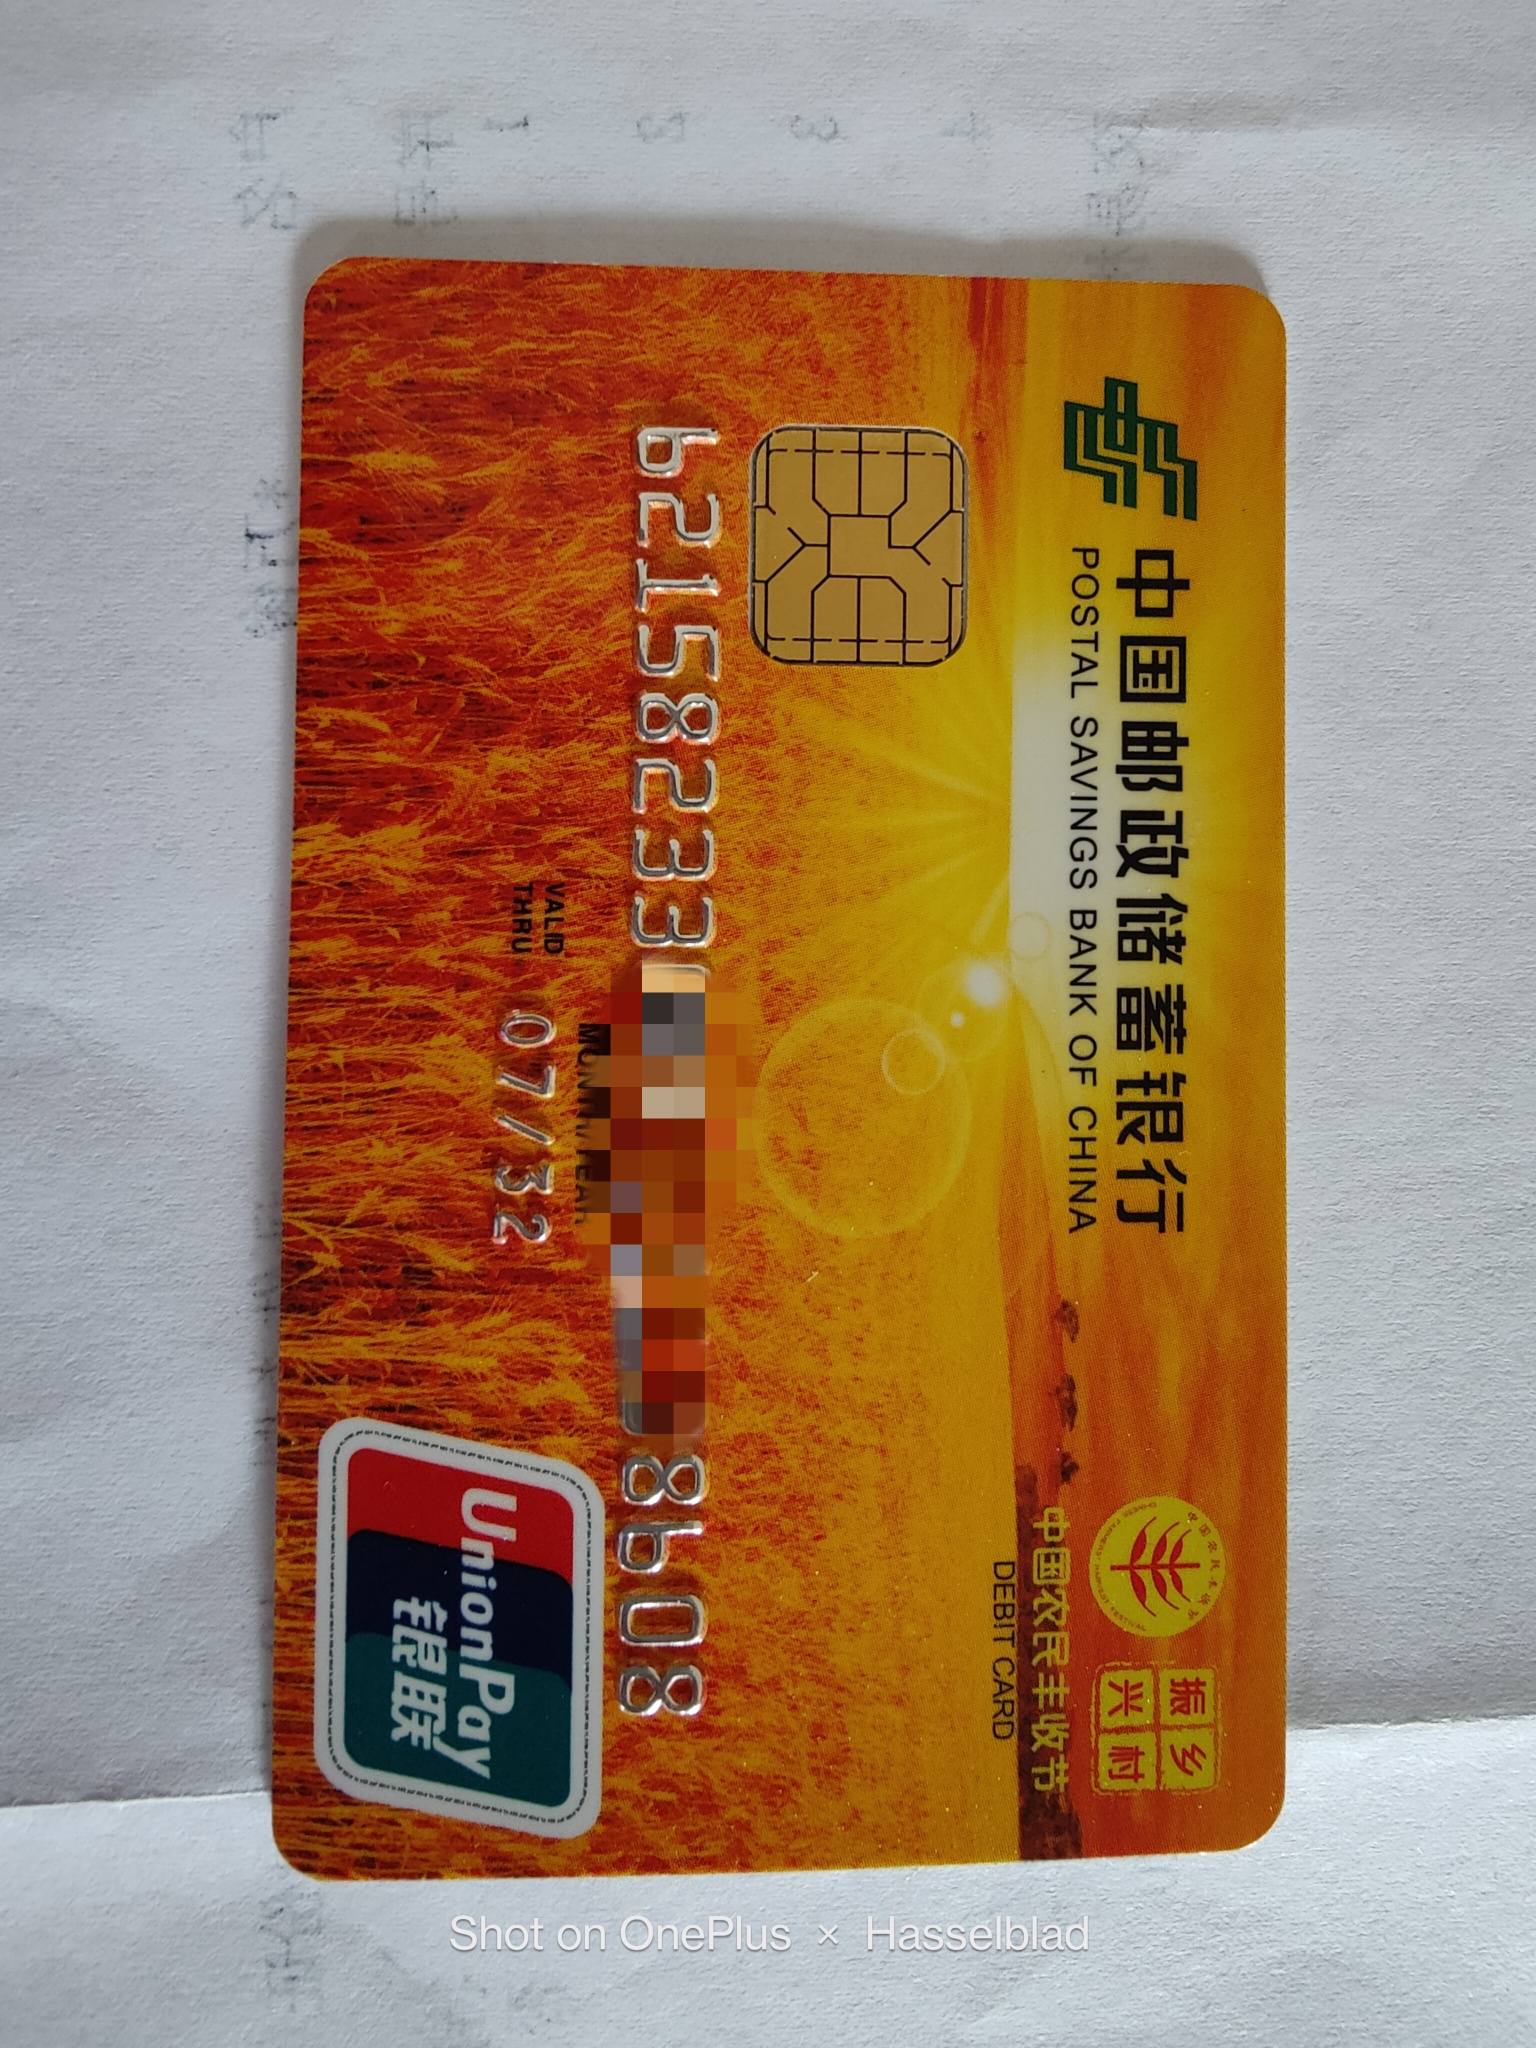 中国邮政储蓄银行
POSTAL SAVINGS BANK OF CHINA
振乡
兴村
中国农民丰收节
DEBIT CARD
62158233
8608
VALID
THRU
07/32
UnionPay
银联
Shot on OnePlus × Hasselblad